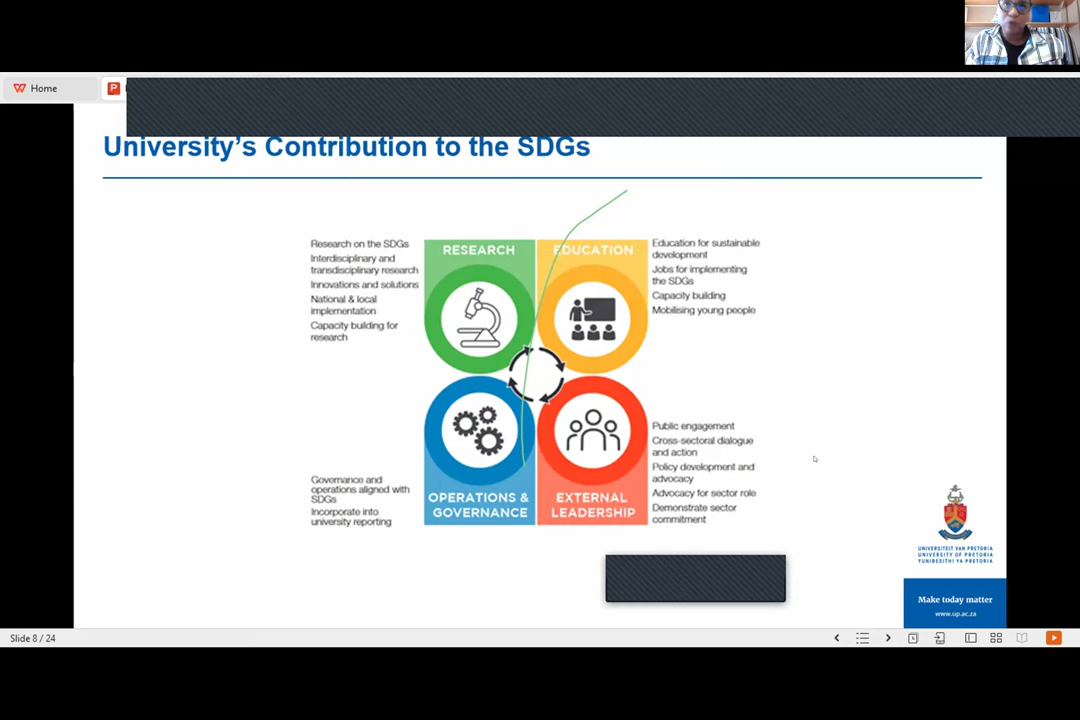 Home
University's Contribution to the SDGs
Research on the SDGs
Interdisciplinary and
transdisciplinary research
Innovations and solutions
National & local
implementation
Capacity building for
research
RESEARCH
EDUCATION
Education for sustainable
development
Jobs for implementing
the SDGs
Capacity building
Mobilising young people
Governance and
operations aligned with
SDGs
Incorporate into
university reporting
OPERATIONS &
GOVERNANCE
EXTERNAL
LEADERSHIP
Public engagement
Cross-sectoral dialogue
and action
Policy development and
advocacy
Advocacy for sector role
Demonstrate sector
commitment
UNIVERSITEIT VAN PRETORIA
UNIVERSITY OF PRETORIA
YUNIBESITHI YA PRETORIA
Make today matter
www.up.ac.za
Slide 8 / 24